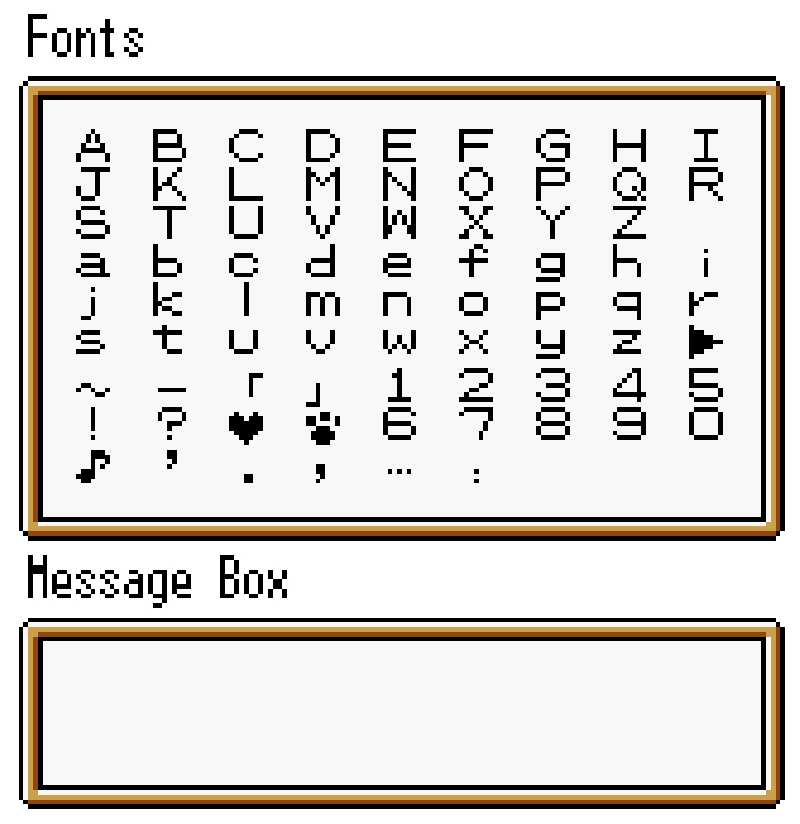 Fonts
A B C D E F G H I
J K L M N O P Q R
S T U V W X Y Z
a b c d e f g h i
j k l m n o p q r
s t u v w x y z ▶
~ - 「 」 1 2 3 4 5
! ? ♥ 🐾 6 7 8 9 0
♪ ’ . , … :
Message Box